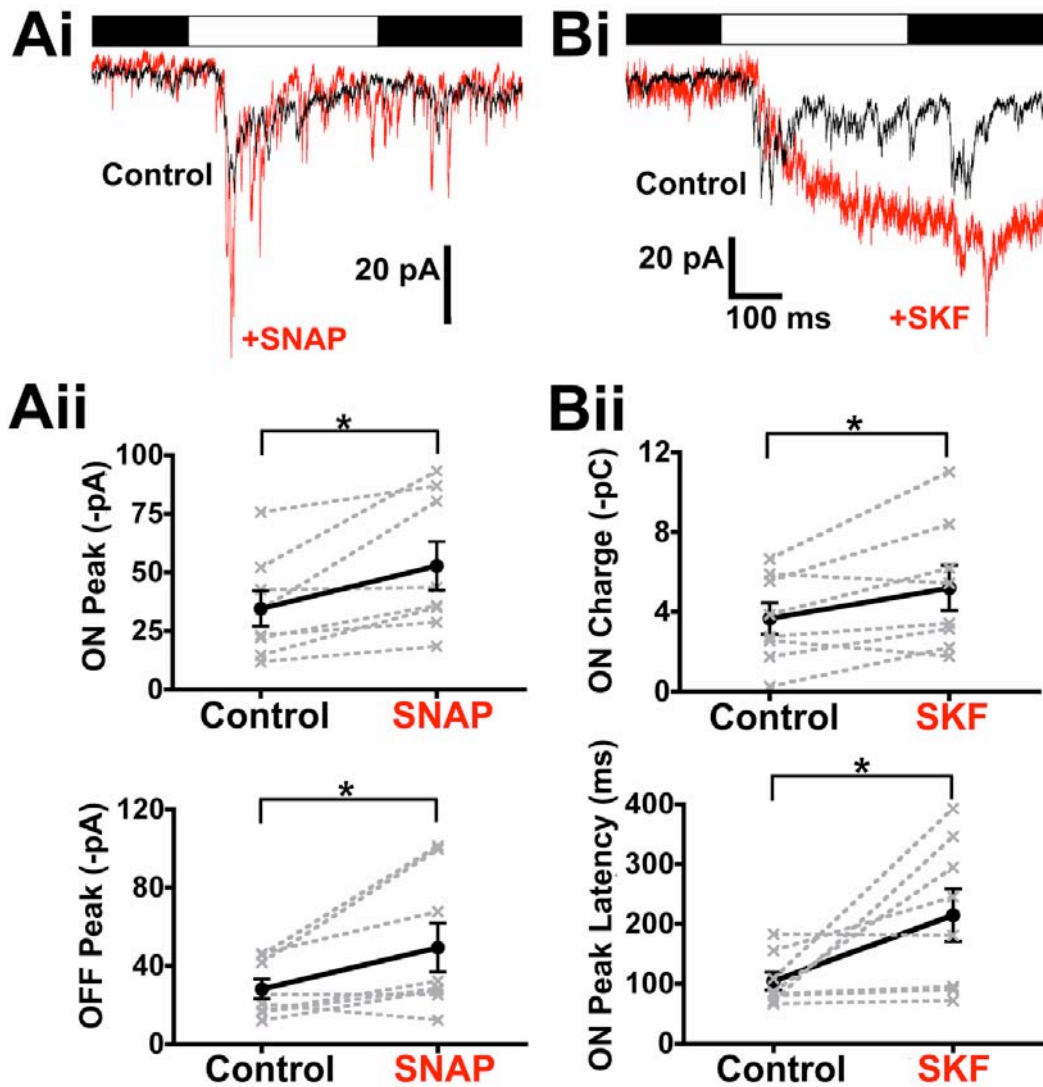 Ai
Control
20 pA
+SNAP
Bi
Control
20 pA
100 ms
+SKF
Aii
*
ON Peak (-pA)
100
75
50
25
0
Control SNAP
*
OFF Peak (-pA)
120
80
40
0
Control SNAP
Bii
*
ON Charge (-pC)
12
8
4
0
Control SKF
*
ON Peak Latency (ms)
400
300
200
100
0
Control SKF